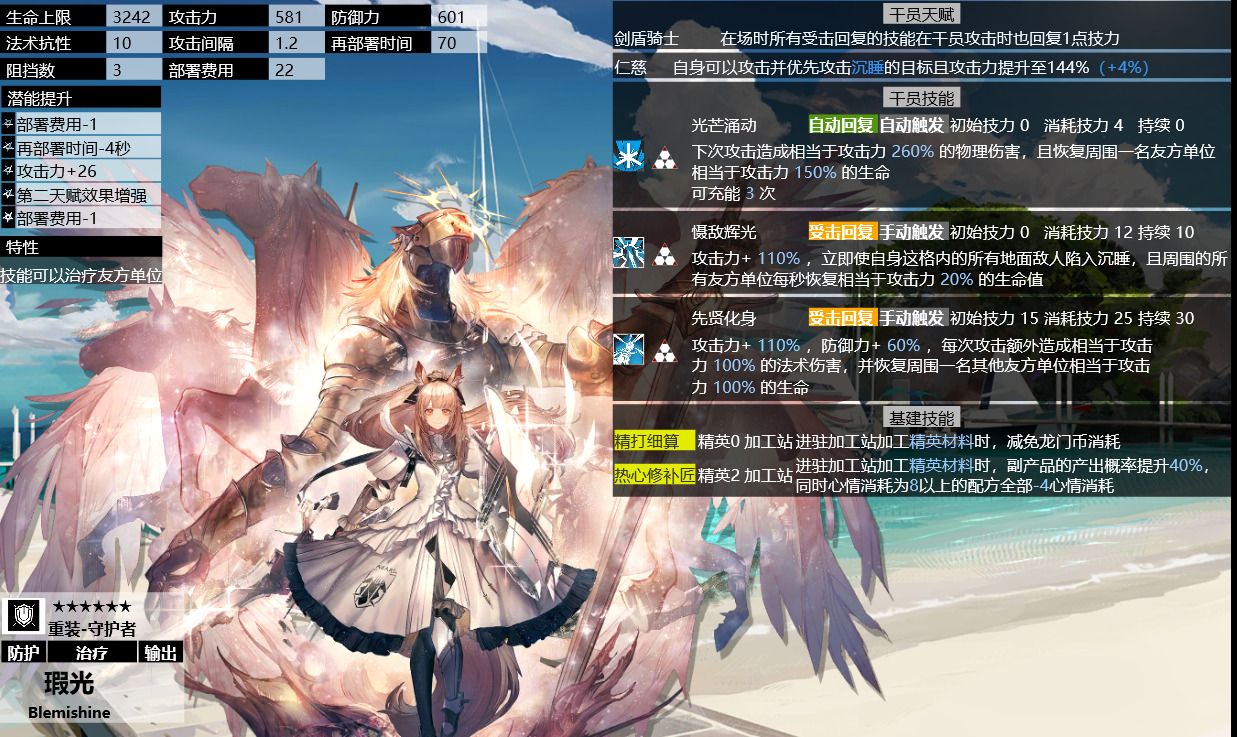 生命上限 3242 攻击力 581 防御力 601
法术抗性 10 攻击间隔 1.2 再部署时间 70
阻挡数 3 部署费用 22
潜能提升
部署费用-1
再部署时间-4秒
攻击力+26
第二天赋效果增强
部署费用-1
特性
技能可以治疗友方单位
★★★★★★
重装-守护者
防护 治疗 输出
瑕光
Blemishine
干员天赋
剑盾骑士 在场时所有受击回复的技能在干员攻击时也回复1点技力
仁慈 自身可以攻击并优先攻击沉睡的目标且攻击力提升至144%（+4%）
干员技能
光芒涌动 自动回复 自动触发 初始技力 0 消耗技力 4 持续 0
下次攻击造成相当于攻击力 260% 的物理伤害，且恢复周围一名友方单位
相当于攻击力 150% 的生命
可充能 3 次
慑敌辉光 受击回复 手动触发 初始技力 0 消耗技力 12 持续 10
攻击力+ 110% ，立即使自身这格内的所有地面敌人陷入沉睡，且周围的所
有友方单位每秒恢复相当于攻击力 20% 的生命值
先贤化身 受击回复 手动触发 初始技力 15 消耗技力 25 持续 30
攻击力+ 110% ，防御力+ 60% ，每次攻击额外造成相当于攻击
力 100% 的法术伤害，并恢复周围一名其他友方单位相当于攻击
力 100% 的生命
基建技能
精打细算 精英0 加工站 进驻加工站加工精英材料时，减免龙门币消耗
热心修补匠 精英2 加工站 进驻加工站加工精英材料时，副产品的产出概率提升40%，
同时心情消耗为8以上的配方全部-4心情消耗